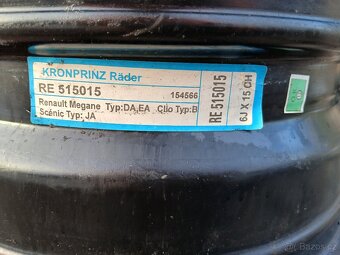 KRONPRINZ Räder
RE 515015
154566
Renault Megane Typ:DA,EA Clio Typ:B
Scénic Typ: JA
RE 515015
6J X 15 CH